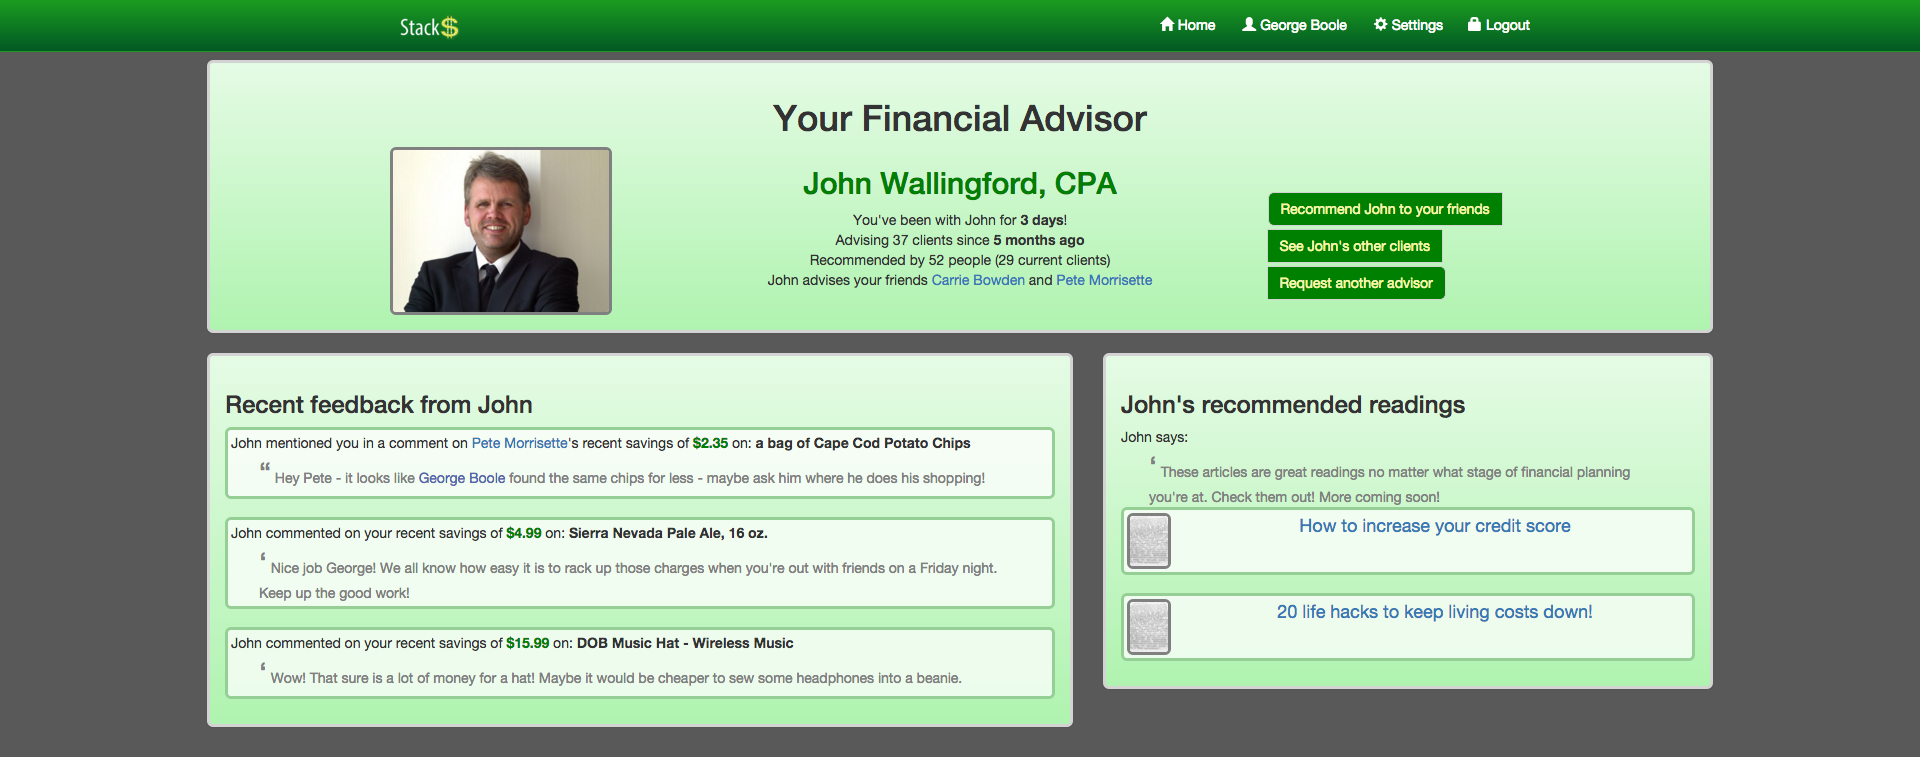 Stack$
Home
George Boole
Settings
Logout
Your Financial Advisor
John Wallingford, CPA
You've been with John for 3 days!
Advising 37 clients since 5 months ago
Recommended by 52 people (29 current clients)
John advises your friends Carrie Bowden and Pete Morrisette
Recommend John to your friends
See John's other clients
Request another advisor
Recent feedback from John
John mentioned you in a comment on Pete Morrisette's recent savings of $2.35 on: a bag of Cape Cod Potato Chips
“ Hey Pete - it looks like George Boole found the same chips for less - maybe ask him where he does his shopping!
John commented on your recent savings of $4.99 on: Sierra Nevada Pale Ale, 16 oz.
‘ Nice job George! We all know how easy it is to rack up those charges when you're out with friends on a Friday night.
Keep up the good work!
John commented on your recent savings of $15.99 on: DOB Music Hat - Wireless Music
‘ Wow! That sure is a lot of money for a hat! Maybe it would be cheaper to sew some headphones into a beanie.
John's recommended readings
John says:
‘ These articles are great readings no matter what stage of financial planning
you're at. Check them out! More coming soon!
How to increase your credit score
20 life hacks to keep living costs down!